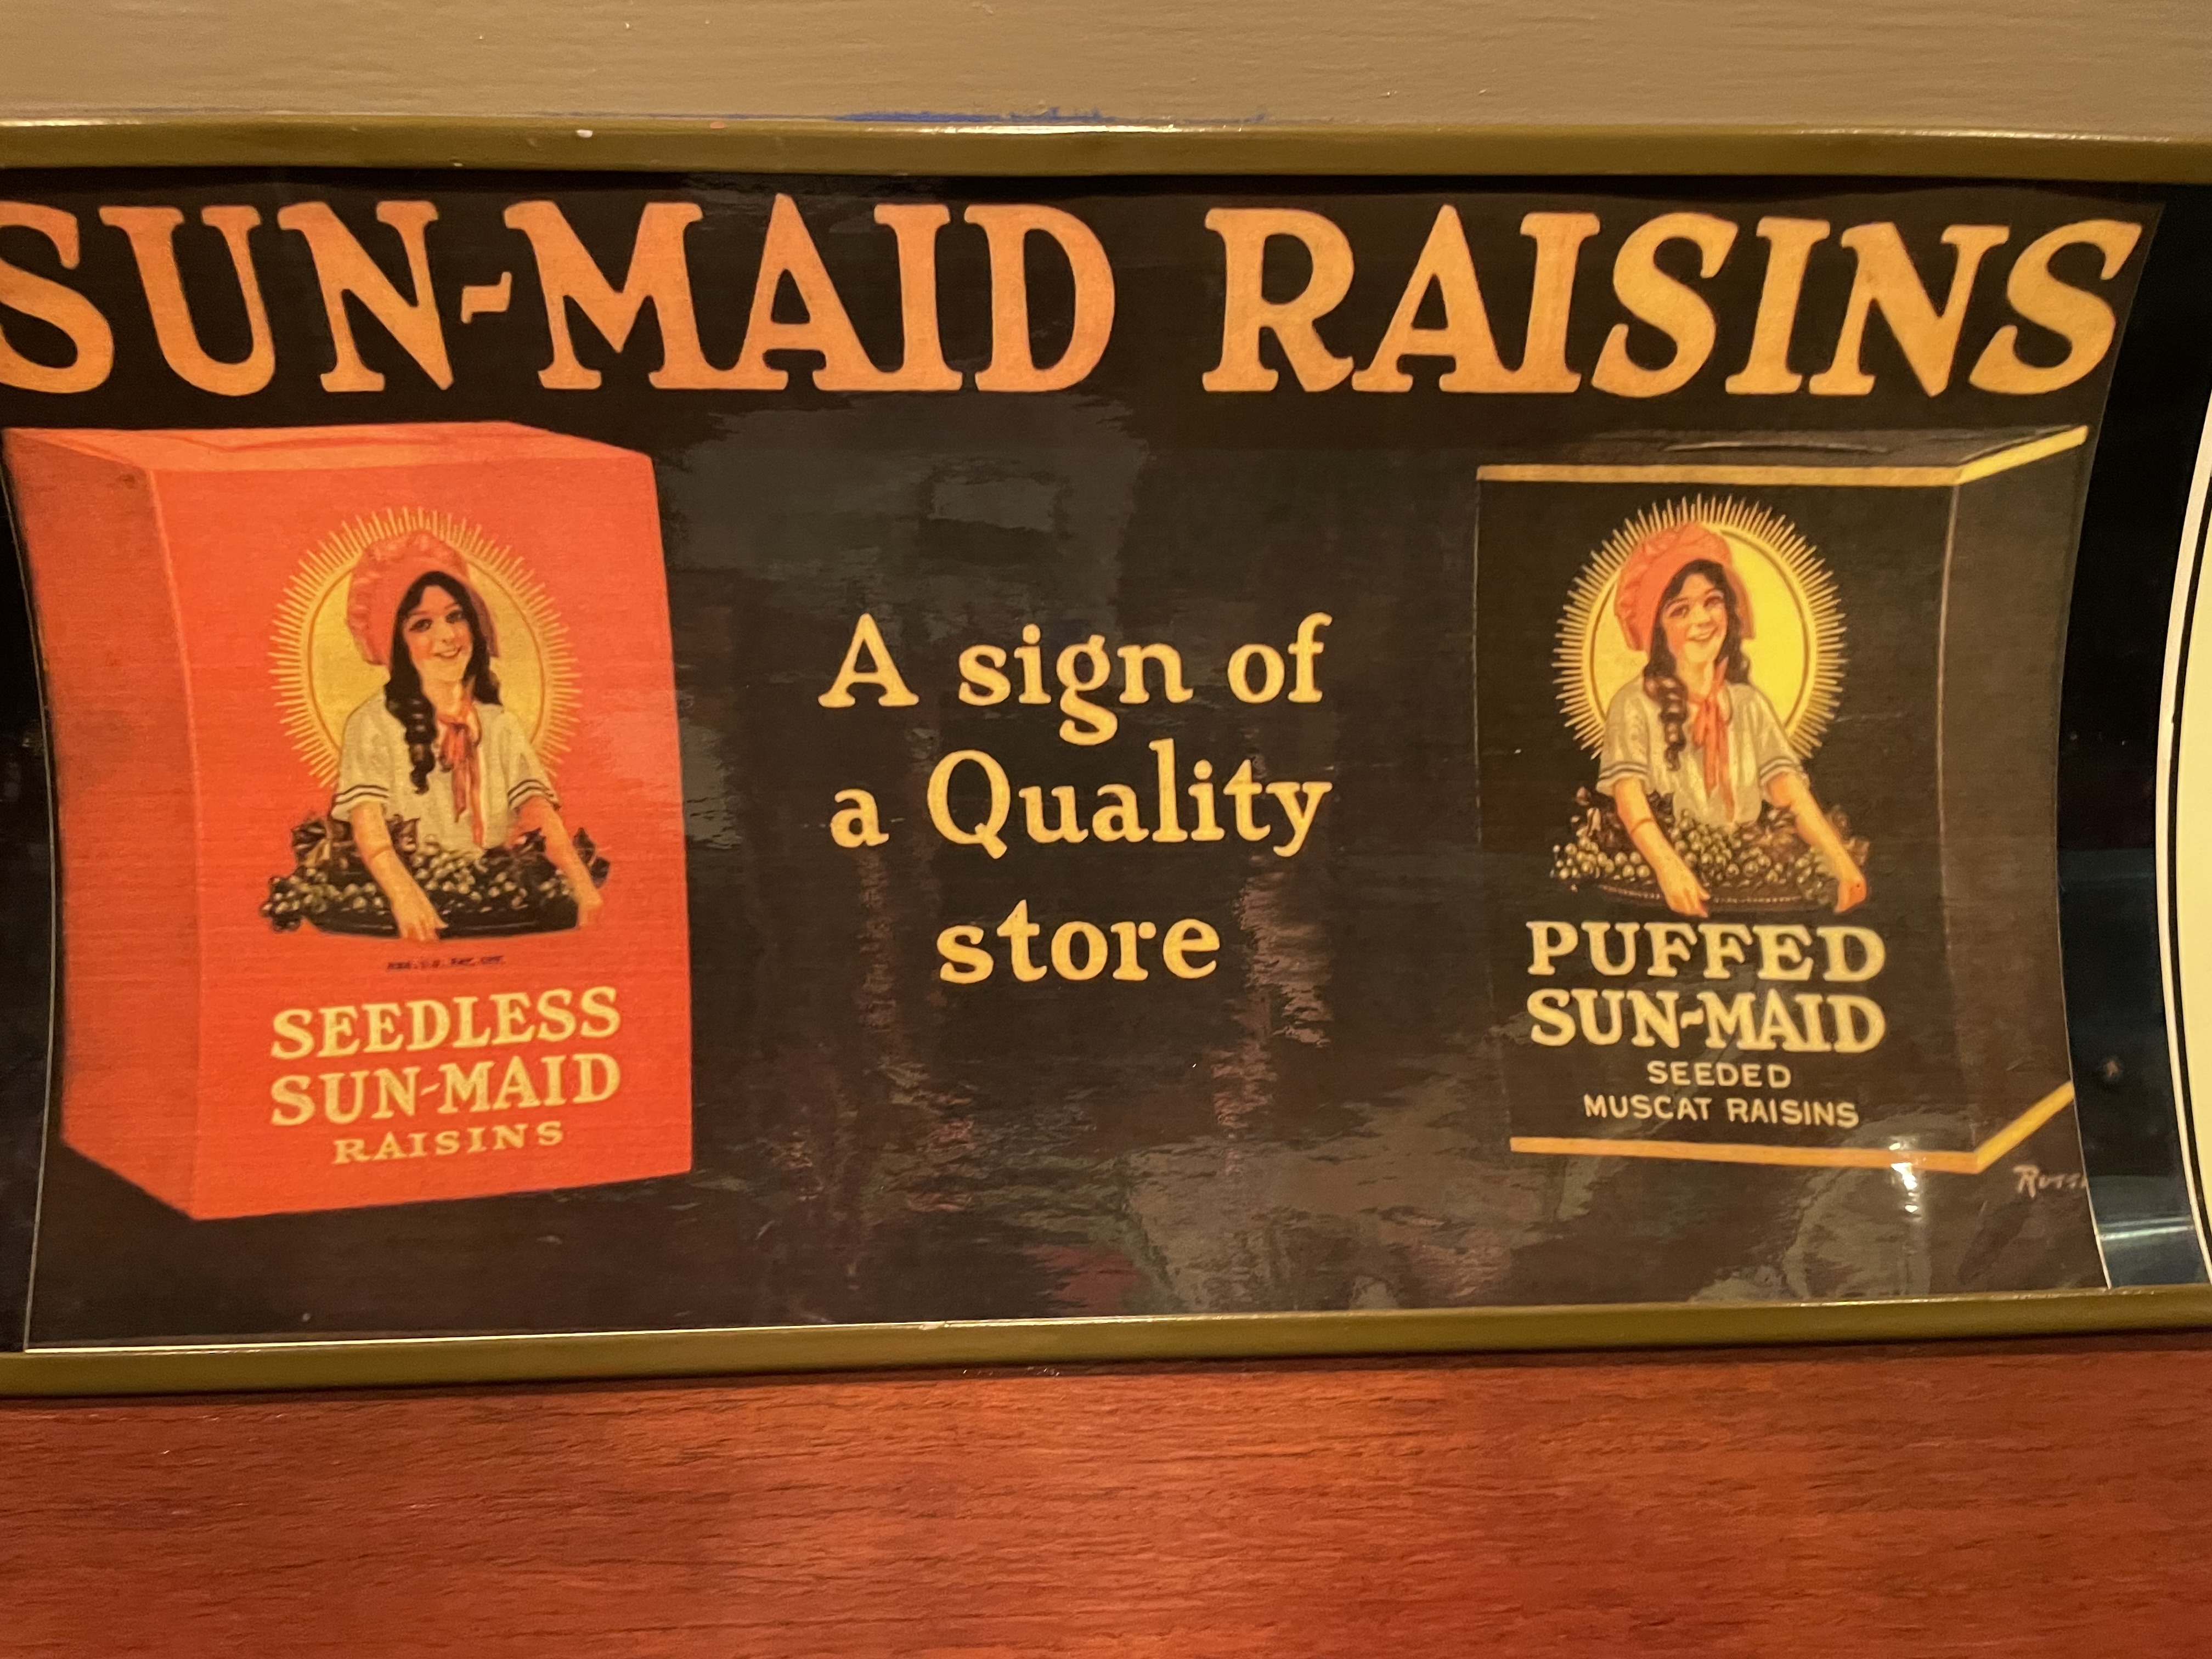 SUN-MAID RAISINS
A sign of
a Quality
store
SEEDLESS
SUN-MAID
RAISINS
PUFFED
SUN-MAID
SEEDED
MUSCAT RAISINS